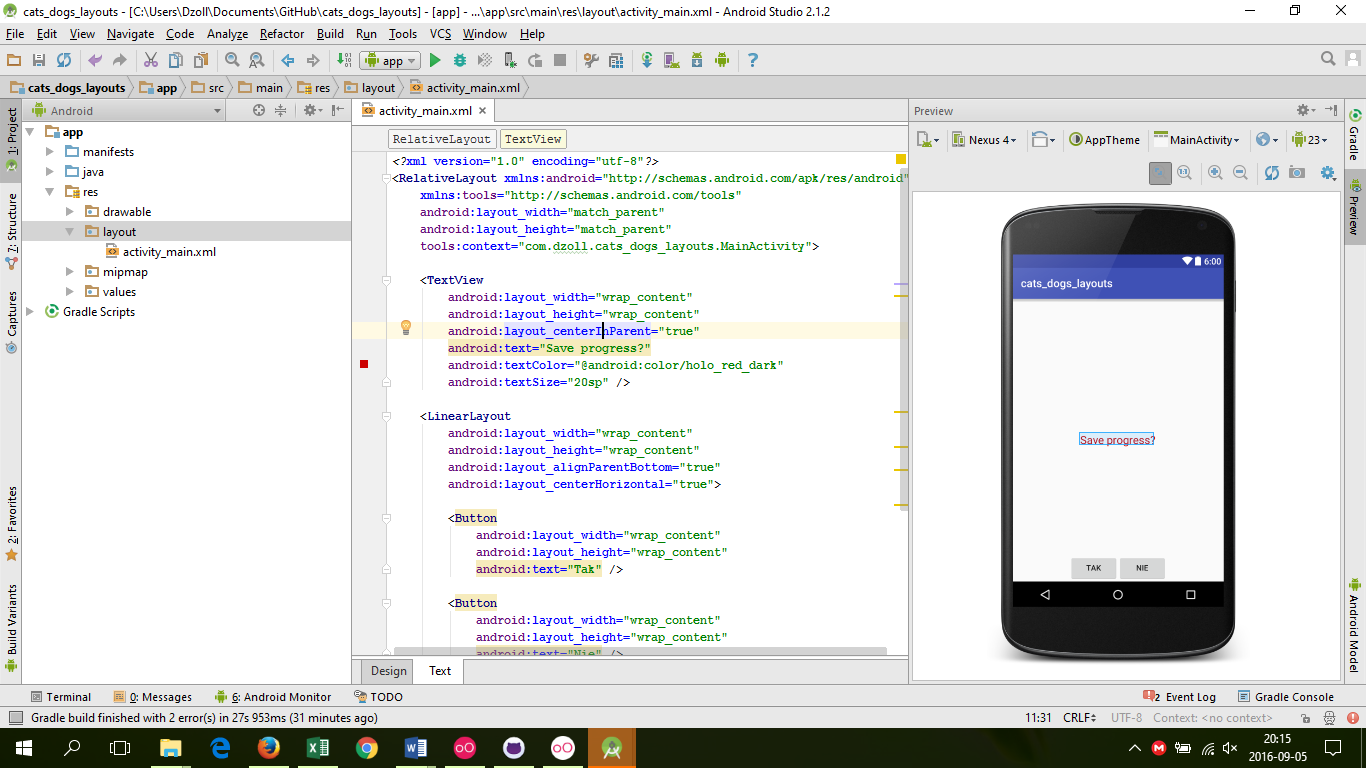 cats_dogs_layouts - [C:\Users\Dzoll\Documents\GitHub\cats_dogs_layouts] - [app] - ...\app\src\main\res\layout\activity_main.xml - Android Studio 2.1.2
File Edit View Navigate Code Analyze Refactor Build Run Tools VCS Window Help
app
cats_dogs_layouts app src main res layout activity_main.xml
1: Project
7: Structure
Captures
2: Favorites
Build Variants
Android
app
manifests
java
res
drawable
layout
activity_main.xml
mipmap
values
Gradle Scripts
activity_main.xml
RelativeLayout TextView
<?xml version="1.0" encoding="utf-8"?>
<RelativeLayout xmlns:android="http://schemas.android.com/apk/res/android"
xmlns:tools="http://schemas.android.com/tools"
android:layout_width="match_parent"
android:layout_height="match_parent"
tools:context="com.dzoll.cats_dogs_layouts.MainActivity">
<TextView
android:layout_width="wrap_content"
android:layout_height="wrap_content"
android:layout_centerInParent="true"
android:text="Save progress?"
android:textColor="@android:color/holo_red_dark"
android:textSize="20sp" />
<LinearLayout
android:layout_width="wrap_content"
android:layout_height="wrap_content"
android:layout_alignParentBottom="true"
android:layout_centerHorizontal="true">
<Button
android:layout_width="wrap_content"
android:layout_height="wrap_content"
android:text="Tak" />
<Button
android:layout_width="wrap_content"
android:layout_height="wrap_content"
android:text="Nie" />
Design Text
Preview
Nexus 4 AppTheme MainActivity 23
1:1
6:00
cats_dogs_layouts
Save progress?
TAK NIE
Gradle
Preview
Android Model
Terminal 0: Messages 6: Android Monitor TODO 2 Event Log Gradle Console
Gradle build finished with 2 error(s) in 27s 953ms (31 minutes ago) 11:31 CRLF UTF-8 Context: <no context>
20:15
2016-09-05